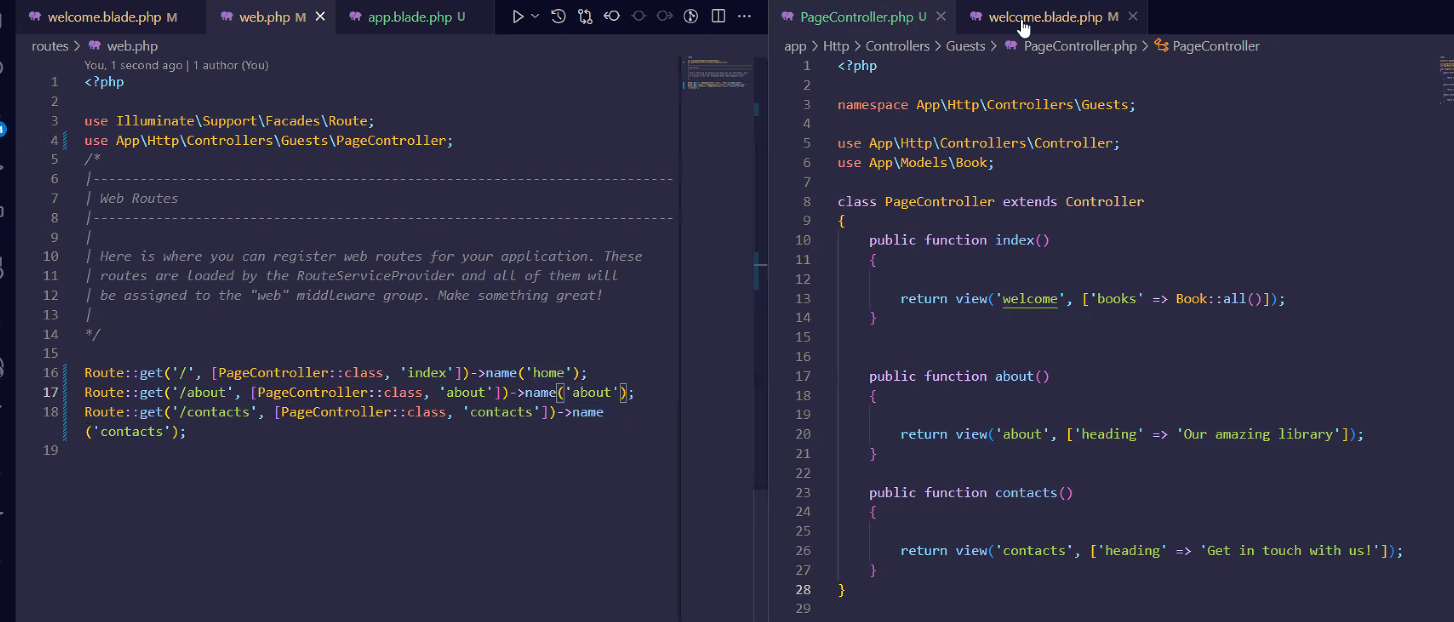 welcome.blade.php M
web.php M
app.blade.php U
routes > web.php
You, 1 second ago | 1 author (You)
1 <?php
2
3 use Illuminate\Support\Facades\Route;
4 use App\Http\Controllers\Guests\PageController;
5 /*
6 |--------------------------------------------------------------------------
7 | Web Routes
8 |--------------------------------------------------------------------------
9 |
10 | Here is where you can register web routes for your application. These
11 | routes are loaded by the RouteServiceProvider and all of them will
12 | be assigned to the "web" middleware group. Make something great!
13 |
14 */
15
16 Route::get('/', [PageController::class, 'index'])->name('home');
17 Route::get('/about', [PageController::class, 'about'])->name('about');
18 Route::get('/contacts', [PageController::class, 'contacts'])->name
('contacts');
19
PageController.php U
welcome.blade.php M
app > Http > Controllers > Guests > PageController.php > PageController
1 <?php
2
3 namespace App\Http\Controllers\Guests;
4
5 use App\Http\Controllers\Controller;
6 use App\Models\Book;
7
8 class PageController extends Controller
9 {
10 public function index()
11 {
12
13 return view('welcome', ['books' => Book::all()]);
14 }
15
16
17 public function about()
18 {
19
20 return view('about', ['heading' => 'Our amazing library']);
21 }
22
23 public function contacts()
24 {
25
26 return view('contacts', ['heading' => 'Get in touch with us!']);
27 }
28 }
29